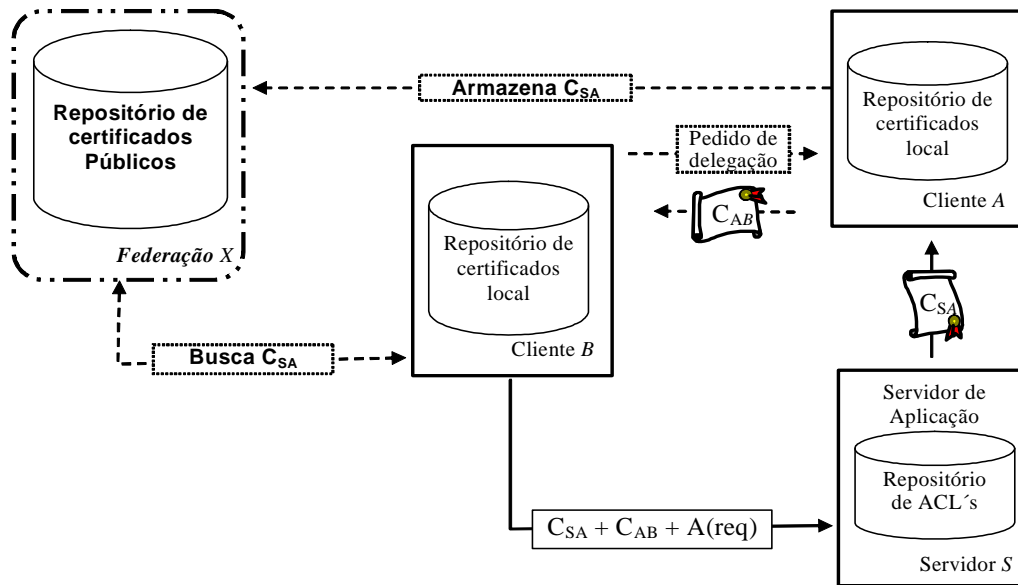 Repositório de
certificados
Públicos
Federação X
Armazena CSA
Repositório de
certificados
local
Cliente A
Pedido de
delegação
CAB
Repositório de
certificados
local
Cliente B
CSA
Busca CSA
Servidor de
Aplicação
Repositório
de ACL´s
Servidor S
CSA + CAB + A(req)